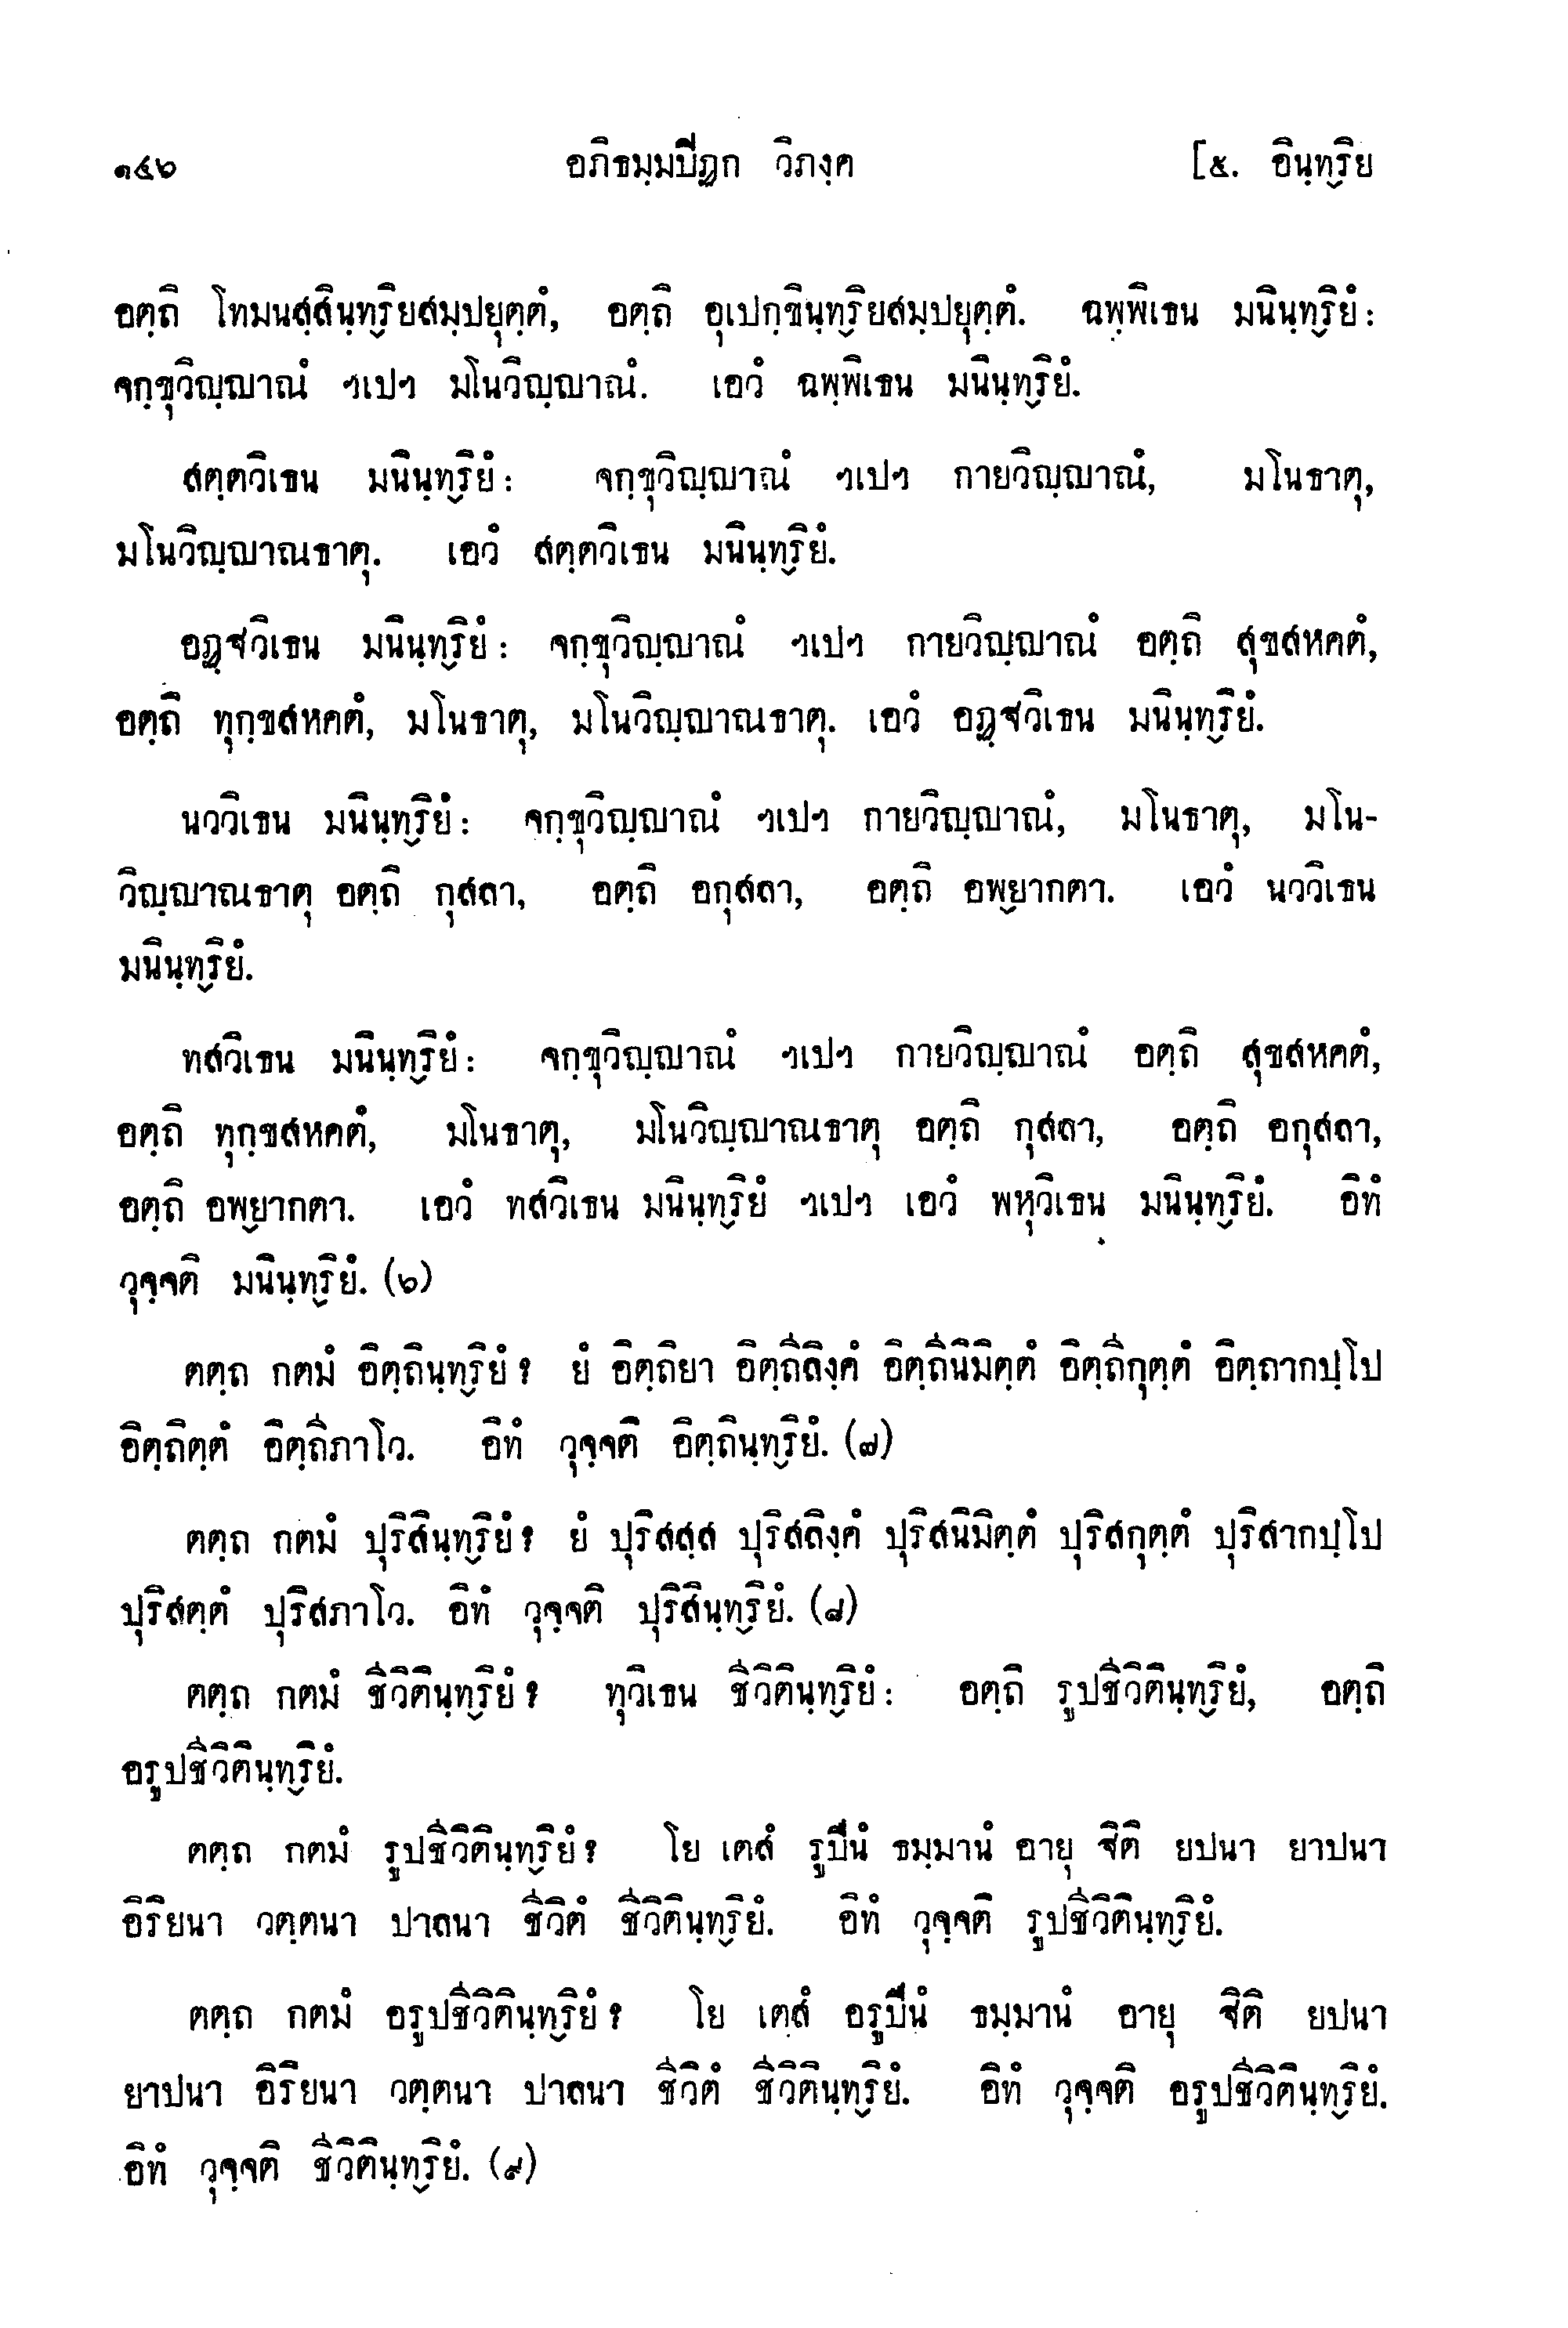 ๑๔๖ อภิธมฺมปีฏก วิภงฺค [๕. อินฺทฺริย
อตฺถิ โทมนสฺสินฺทฺริยสมฺปยุตฺตํ, อตฺถิ อุเปกฺขินฺทฺริยสมฺปยุตฺตํ. ฉพฺพิเธน มนินฺทฺริยํ:
จกฺขุวิญฺญาณํ ฯเปฯ มโนวิญฺญาณํ. เอวํ ฉพฺพิเธน มนินฺทฺริยํ.
สตฺตวิเธน มนินฺทฺริยํ: จกฺขุวิญฺญาณํ ฯเปฯ กายวิญฺญาณํ, มโนธาตุ,
มโนวิญฺญาณธาตุ. เอวํ สตฺตวิเธน มนินฺทฺริยํ.
อฏฺฐวิเธน มนินฺทฺริยํ: จกฺขุวิญฺญาณํ ฯเปฯ กายวิญฺญาณํ อตฺถิ สุขสหคตํ,
อตฺถิ ทุกฺขสหคตํ, มโนธาตุ, มโนวิญฺญาณธาตุ. เอวํ อฏฺฐวิเธน มนินฺทฺริยํ.
นววิเธน มนินฺทฺริยํ: จกฺขุวิญฺญาณํ ฯเปฯ กายวิญฺญาณํ, มโนธาตุ, มโน-
วิญฺญาณธาตุ อตฺถิ กุสลา, อตฺถิ อกุสลา, อตฺถิ อพฺยากตา. เอวํ นววิเธน
มนินฺทฺริยํ.
ทสวิเธน มนินฺทฺริยํ: จกฺขุวิญฺญาณํ ฯเปฯ กายวิญฺญาณํ อตฺถิ สุขสหคตํ,
อตฺถิ ทุกฺขสหคตํ, มโนธาตุ, มโนวิญฺญาณธาตุ อตฺถิ กุสลา, อตฺถิ อกุสลา,
อตฺถิ อพฺยากตา. เอวํ ทสวิเธน มนินฺทฺริยํ ฯเปฯ เอวํ พหุวิเธน มนินฺทฺริยํ. อิทํ
วุจฺจติ มนินฺทฺริยํ. (๖)
ตตฺถ กตมํ อิตฺถินฺทฺริยํ? ยํ อิตฺถิยา อิตฺถีลิงฺคํ อิตฺถีนิมิตฺตํ อิตฺถีกุตฺตํ อิตฺถากปฺโป
อิตฺถิตฺตํ อิตฺถีภาโว. อิทํ วุจฺจติ อิตฺถินฺทฺริยํ. (๗)
ตตฺถ กตมํ ปุริสินฺทฺริยํ? ยํ ปุริสสฺส ปุริสลิงฺคํ ปุริสนิมิตฺตํ ปุริสกุตฺตํ ปุริสากปฺโป
ปุริสตฺตํ ปุริสภาโว. อิทํ วุจฺจติ ปุริสินฺทฺริยํ. (๘)
ตตฺถ กตมํ ชีวิตินฺทฺริยํ? ทุวิเธน ชีวิตินฺทฺริยํ: อตฺถิ รูปชีวิตินฺทฺริยํ, อตฺถิ
อรูปชีวิตินฺทฺริยํ.
ตตฺถ กตมํ รูปชีวิตินฺทฺริยํ? โย เตสํ รูปีนํ ธมฺมานํ อายุ ฐิติ ยปนา ยาปนา
อิริยนา วตฺตนา ปาลนา ชีวิตํ ชีวิตินฺทฺริยํ. อิทํ วุจฺจติ รูปชีวิตินฺทฺริยํ.
ตตฺถ กตมํ อรูปชีวิตินฺทฺริยํ? โย เตสํ อรูปีนํ ธมฺมานํ อายุ ฐิติ ยปนา
ยาปนา อิริยนา วตฺตนา ปาลนา ชีวิตํ ชีวิตินฺทฺริยํ. อิทํ วุจฺจติ อรูปชีวิตินฺทฺริยํ.
อิทํ วุจฺจติ ชีวิตินฺทฺริยํ. (๙)